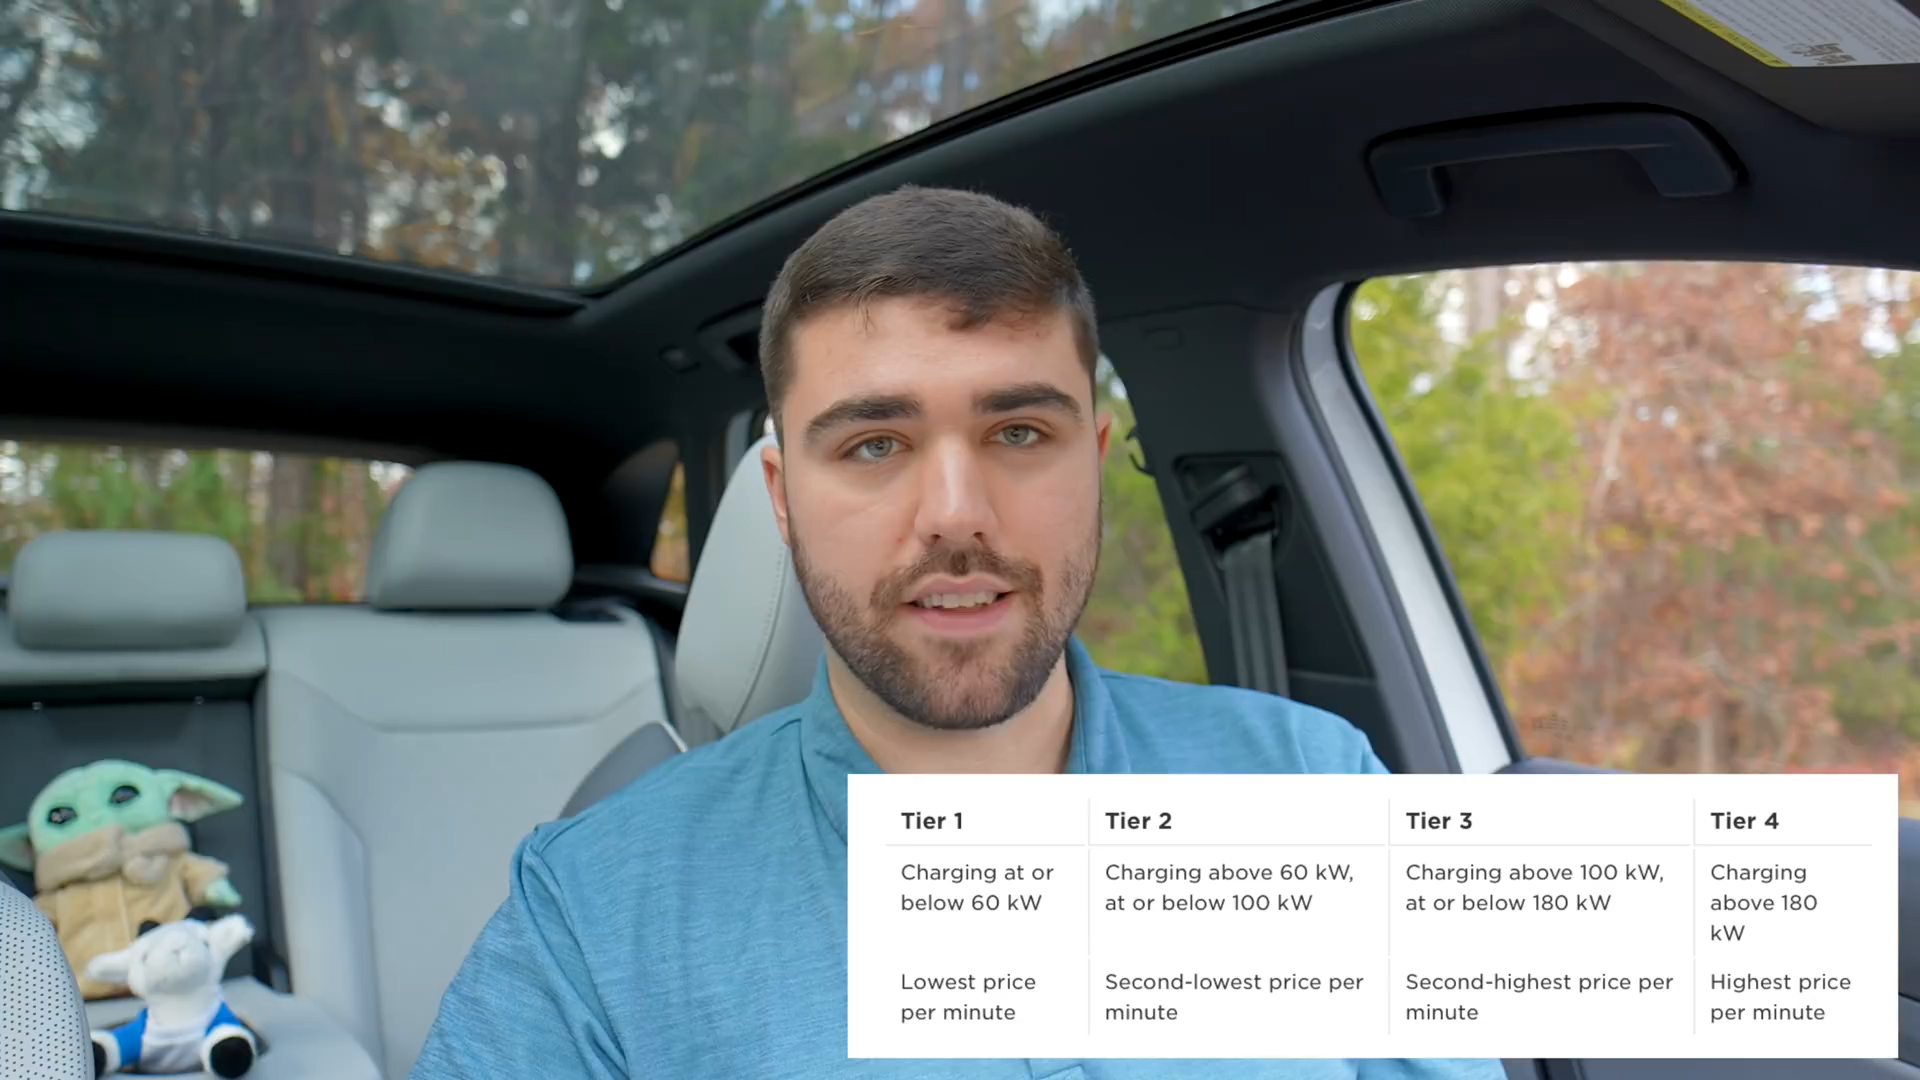 Tier 1
Tier 2
Tier 3
Tier 4
Charging at or
below 60 kW
Charging above 60 kW,
at or below 100 kW
Charging above 100 kW,
at or below 180 kW
Charging
above 180
kW
Lowest price
per minute
Second-lowest price per
minute
Second-highest price per
minute
Highest price
per minute